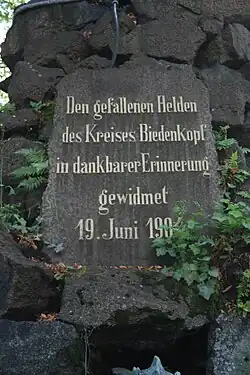 Den gefallenen Helden
des Kreises Biedenkopf
in dankbarer Erinnerung
gewidmet
19. Juni